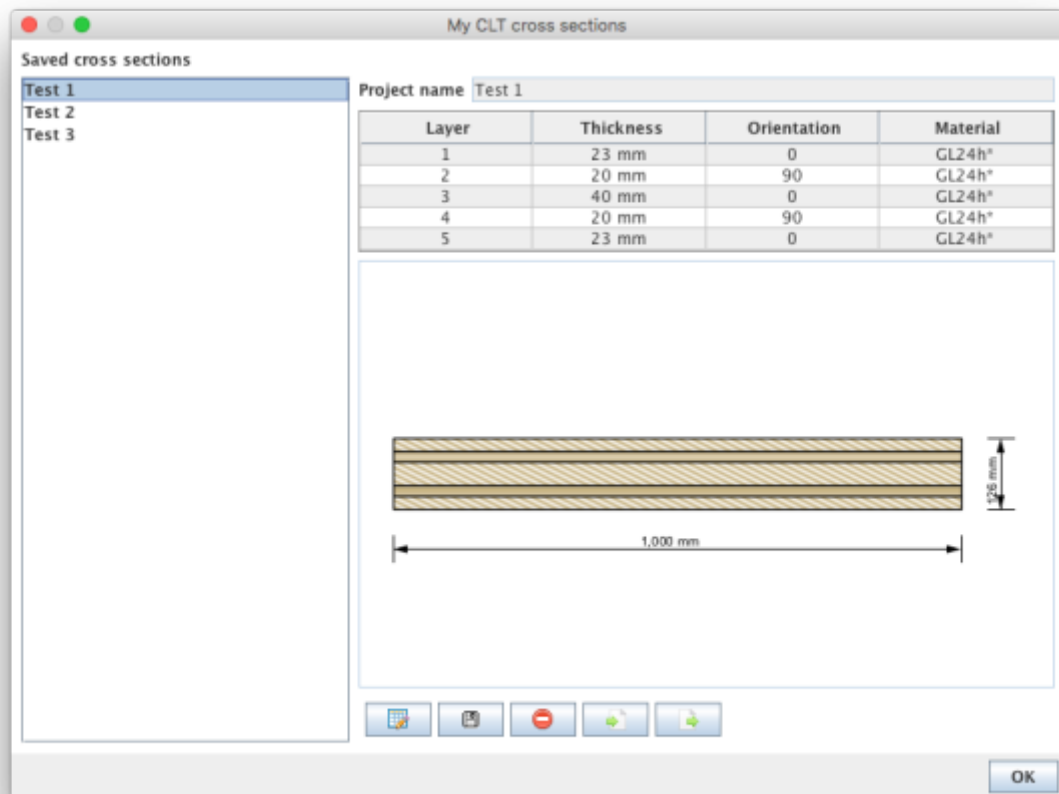 My CLT cross sections
Saved cross sections
Test 1
Test 2
Test 3
Project name Test 1
Layer Thickness Orientation Material
1 23 mm 0 GL24h*
2 20 mm 90 GL24h*
3 40 mm 0 GL24h*
4 20 mm 90 GL24h*
5 23 mm 0 GL24h*
126 mm
1,000 mm
OK